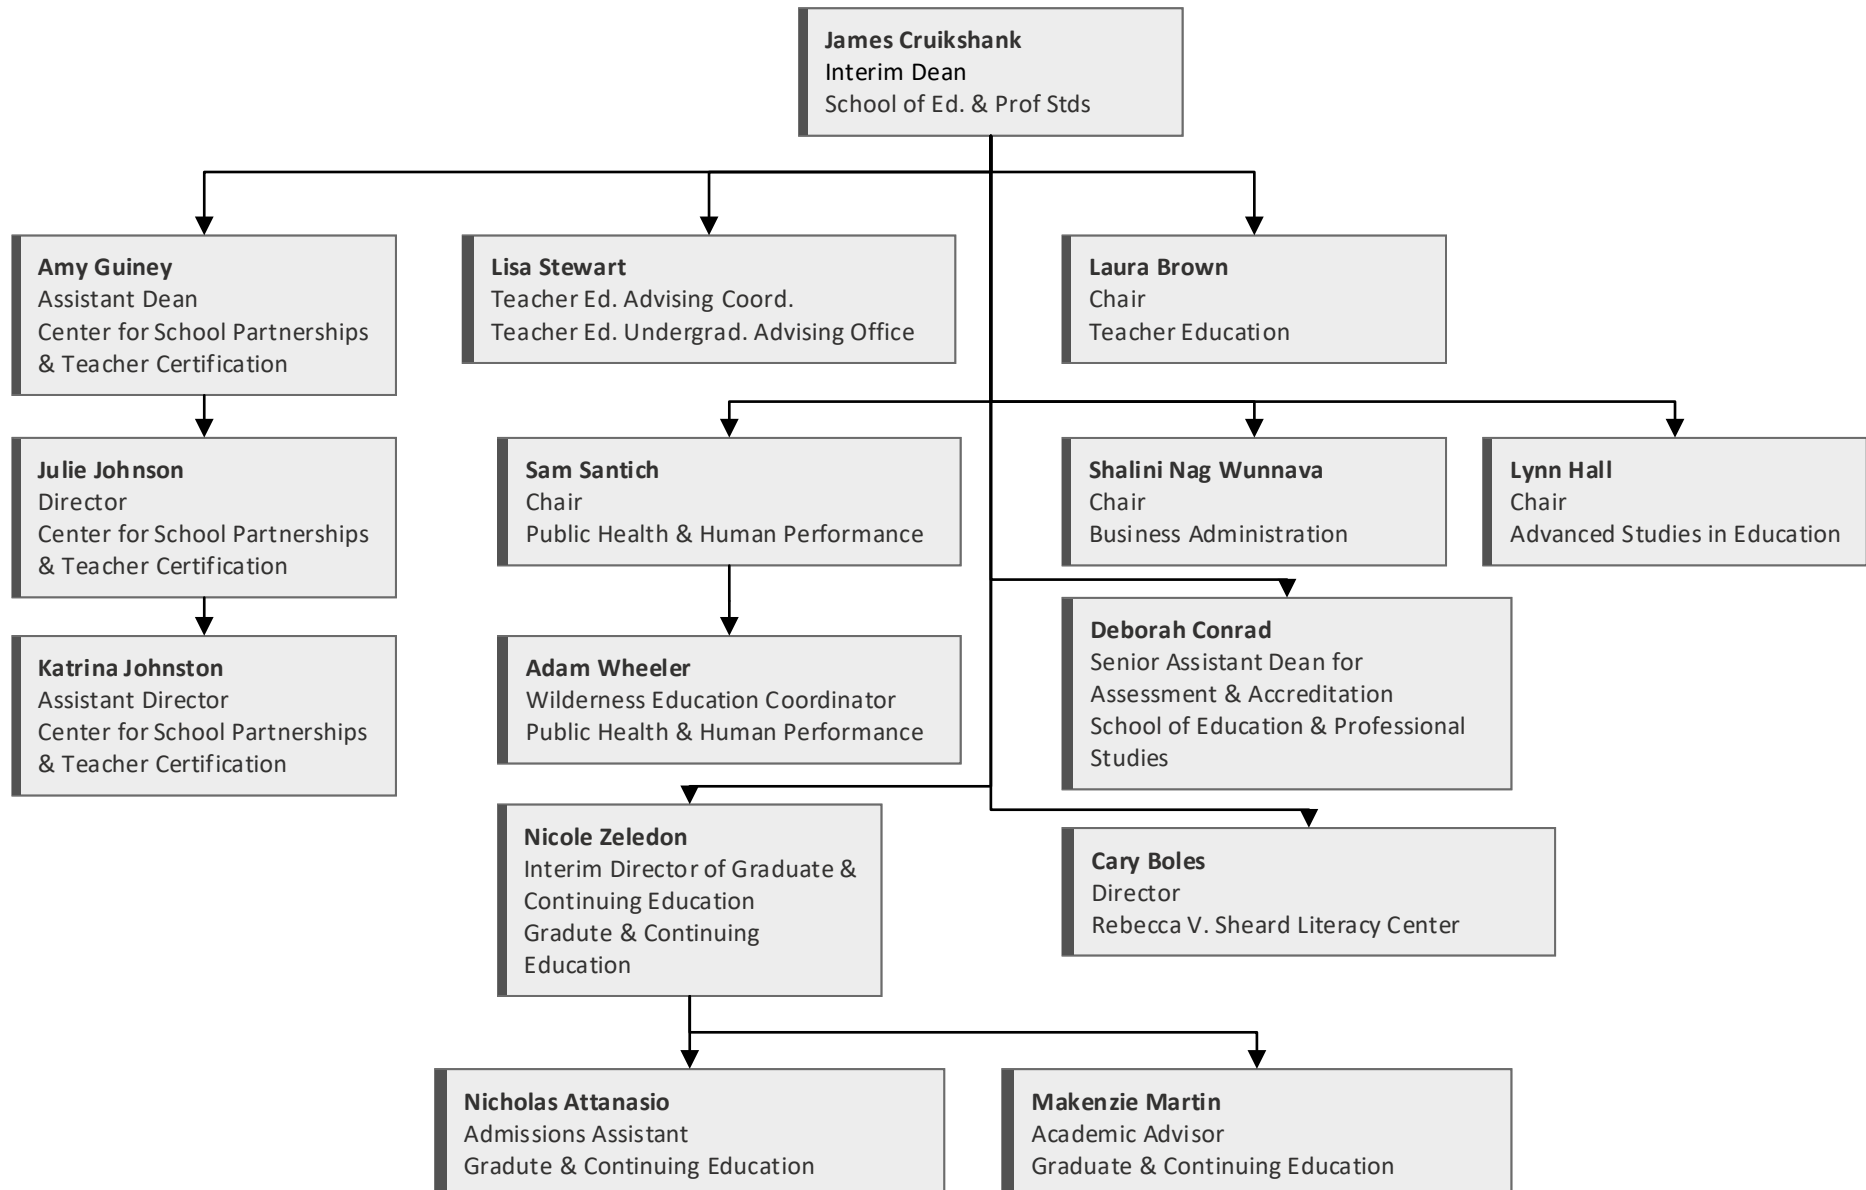 James Cruikshank
Interim Dean
School of Ed. & Prof Stds
Amy Guiney
Assistant Dean
Center for School Partnerships
& Teacher Certification
Lisa Stewart
Teacher Ed. Advising Coord.
Teacher Ed. Undergrad. Advising Office
Laura Brown
Chair
Teacher Education
Julie Johnson
Director
Center for School Partnerships
& Teacher Certification
Sam Santich
Chair
Public Health & Human Performance
Shalini Nag Wunnava
Chair
Business Administration
Lynn Hall
Chair
Advanced Studies in Education
Katrina Johnston
Assistant Director
Center for School Partnerships
& Teacher Certification
Adam Wheeler
Wilderness Education Coordinator
Public Health & Human Performance
Deborah Conrad
Senior Assistant Dean for
Assessment & Accreditation
School of Education & Professional
Studies
Nicole Zeledon
Interim Director of Graduate &
Continuing Education
Gradute & Continuing
Education
Cary Boles
Director
Rebecca V. Sheard Literacy Center
Nicholas Attanasio
Admissions Assistant
Gradute & Continuing Education
Makenzie Martin
Academic Advisor
Graduate & Continuing Education